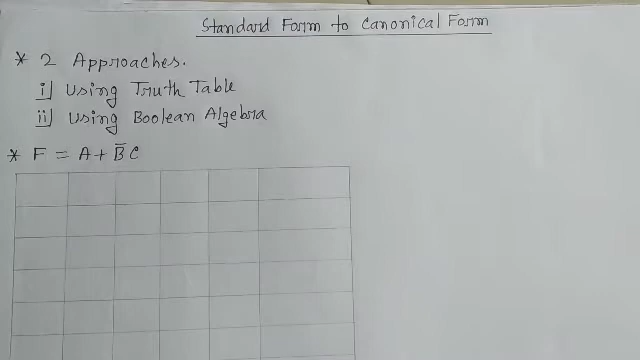 Standard Form to Canonical Form
* 2 Approaches.
i] Using Truth Table
ii] Using Boolean Algebra
* F = A + B̅C